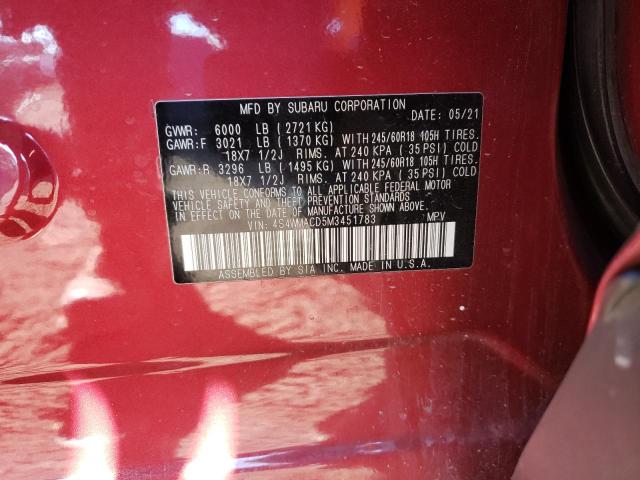 MFD BY SUBARU CORPORATION
DATE: 05/21
GVWR: 6000 LB ( 2721 KG)
GAWR:F 3021 LB ( 1370 KG) WITH 245/60R18 105H TIRES.
18X7 1/2J RIMS. AT 240 KPA ( 35 PSI) COLD
GAWR:R 3296 LB ( 1495 KG) WITH 245/60R18 105H TIRES.
18X7 1/2J RIMS. AT 240 KPA ( 35 PSI) COLD
THIS VEHICLE CONFORMS TO ALL APPLICABLE FEDERAL MOTOR
VEHICLE SAFETY AND THEFT PREVENTION STANDARDS
IN EFFECT ON THE DATE OF MANUFACTURE SHOWN ABOVE.
VIN: 4S4WMACD5M3451783 MPV
ASSEMBLED BY SIA INC. MADE IN U.S.A.